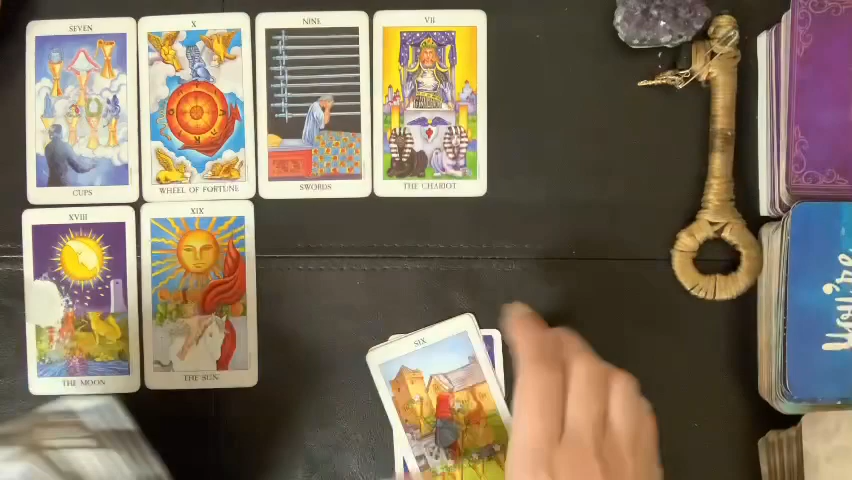 SEVEN
CUPS
X
WHEEL OF FORTUNE
NINE
SWORDS
VII
THE CHARIOT
XVIII
THE MOON
XIX
THE SUN
SIX
You're